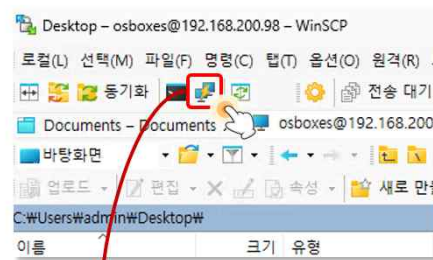 Desktop – osboxes@192.168.200.98 – WinSCP
로컬(L) 선택(M) 파일(F) 명령(C) 탭(T) 옵션(O) 원격(R)
동기화 전송 대기
Documents – Documents osboxes@192.168.200
바탕화면
업로드 편집 속성 새로 만
C:₩Users₩admin₩Desktop₩
이름 크기 유형